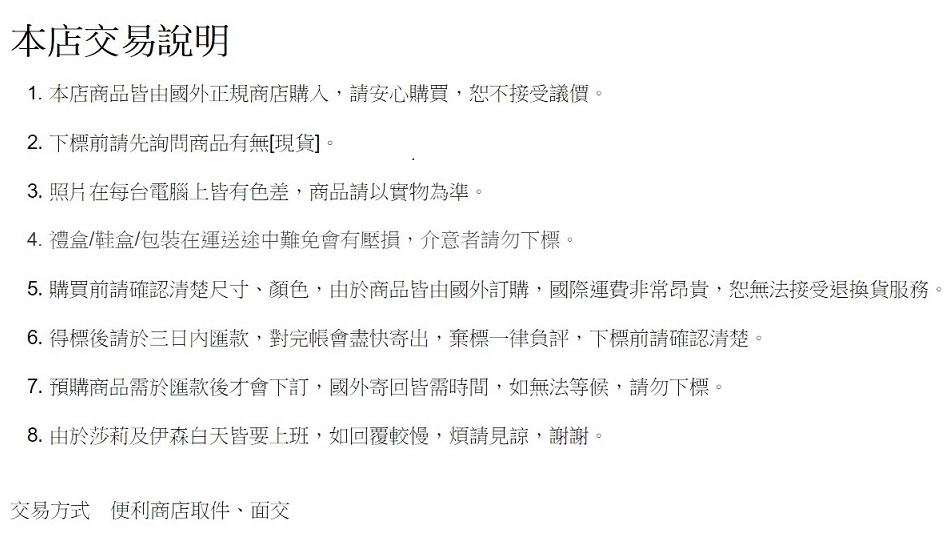 本店交易說明
1. 本店商品皆由國外正規商店購入，請安心購買，恕不接受議價。
2. 下標前請先詢問商品有無[現貨]。
3. 照片在每台電腦上皆有色差，商品請以實物為準。
4. 禮盒/鞋盒/包裝在運送途中難免會有壓損，介意者請勿下標。
5. 購買前請確認清楚尺寸、顏色，由於商品皆由國外訂購，國際運費非常昂貴，恕無法接受退換貨服務。
6. 得標後請於三日內匯款，對完帳會盡快寄出，棄標一律負評，下標前請確認清楚。
7. 預購商品需於匯款後才會下訂，國外寄回皆需時間，如無法等候，請勿下標。
8. 由於莎莉及伊森白天皆要上班，如回覆較慢，煩請見諒，謝謝。
交易方式　便利商店取件、面交